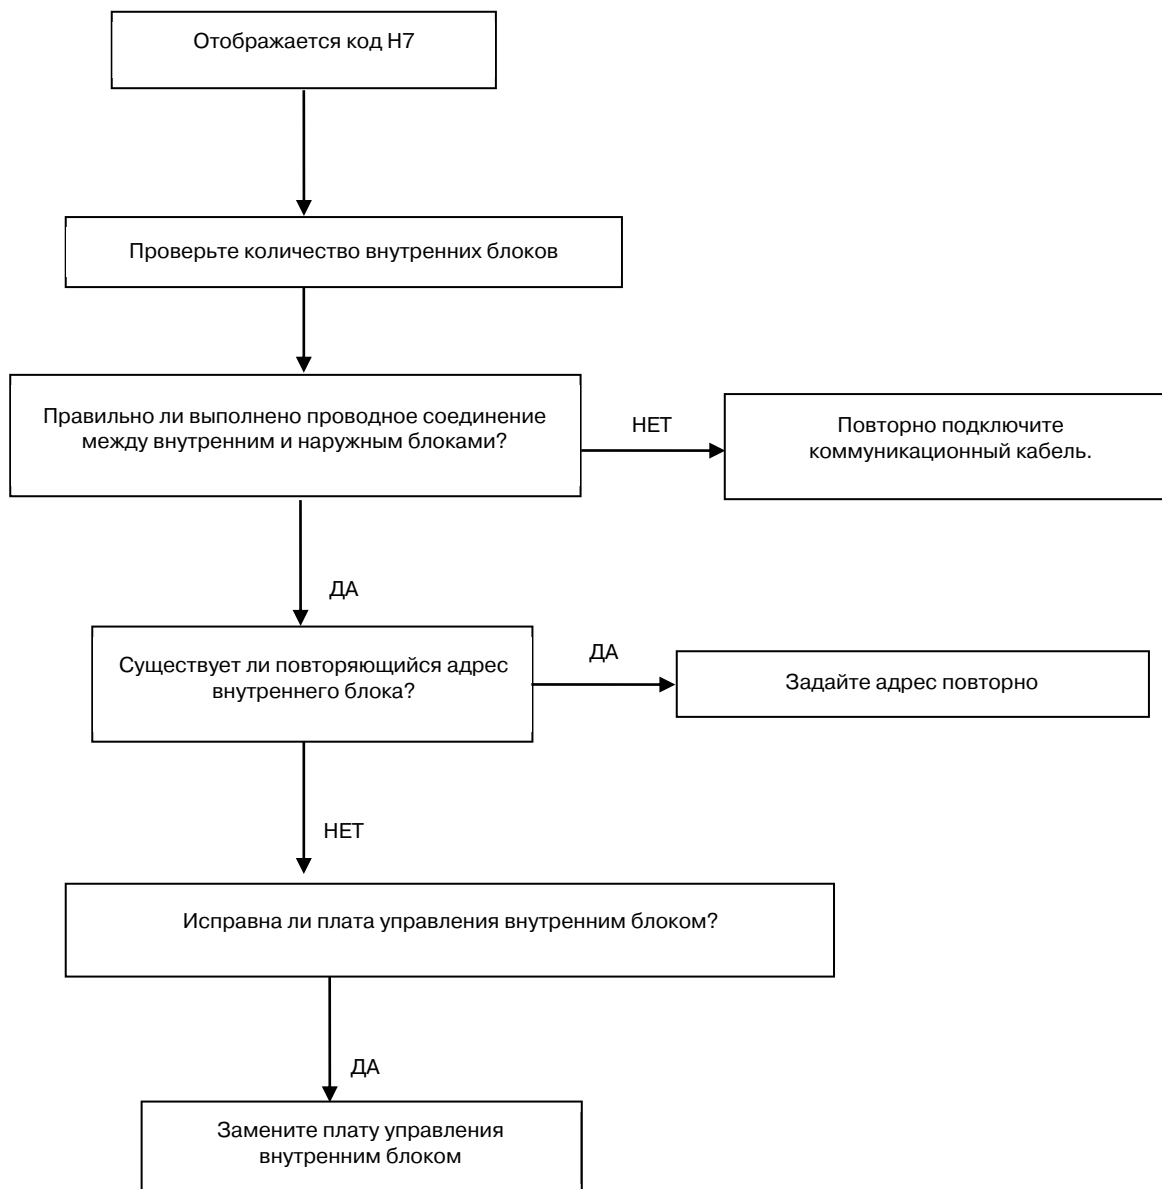 Отображается код H7
Проверьте количество внутренних блоков
Правильно ли выполнено проводное соединение
между внутренним и наружным блоками?
НЕТ
Повторно подключите
коммуникационный кабель.
ДА
Существует ли повторяющийся адрес
внутреннего блока?
ДА
Задайте адрес повторно
НЕТ
Исправна ли плата управления внутренним блоком?
ДА
Замените плату управления
внутренним блоком